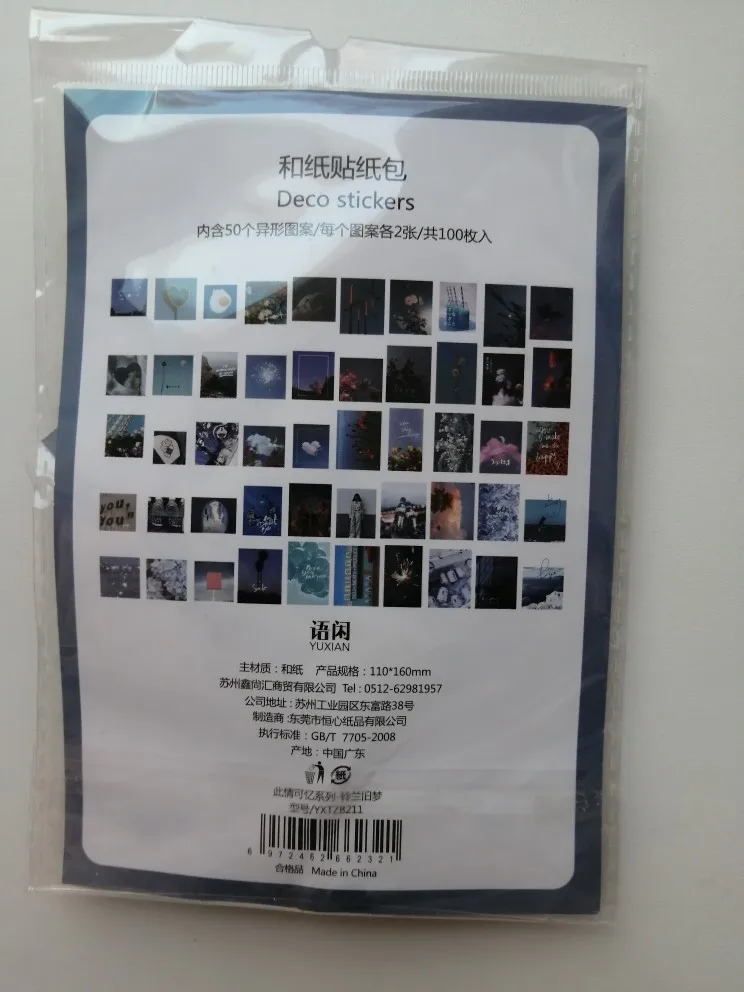 和纸贴纸包
Deco stickers
内含50个异形图案/每个图案各2张/共100枚入
you,
you"
语闲
YUXIAN
主材质：和纸 产品规格：110*160mm
苏州鑫尚汇商贸有限公司 Tel：0512-62981957
公司地址：苏州工业园区东富路38号
制造商:东莞市恒心纸品有限公司
执行标准：GB/T 7705-2008
产地：中国广东
紙
此情可忆系列-铃兰旧梦
型号/YXTZB211
6 972462 662321
合格品 Made in China